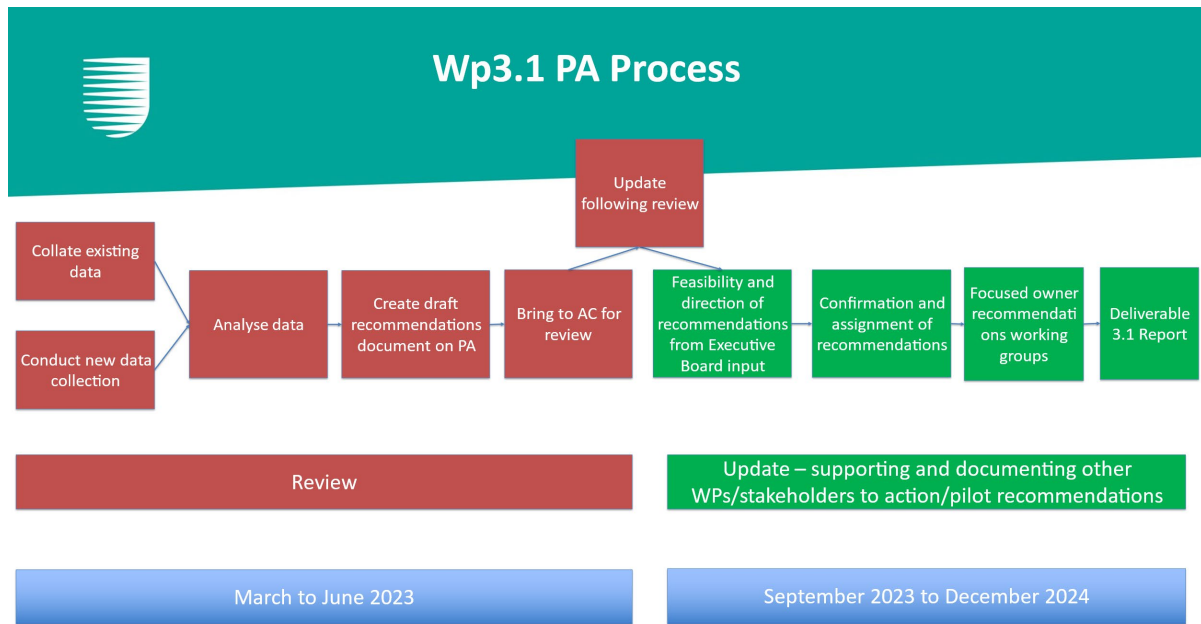 Wp3.1 PA Process
Update
following review
Collate existing
data
Conduct new data
collection
Analyse data
Create draft
recommendations
document on PA
Bring to AC for
review
Feasibility and
direction of
recommendations
from Executive
Board input
Confirmation and
assignment of
recommendations
Focused owner
recommendati
ons working
groups
Deliverable
3.1 Report
Review
Update – supporting and documenting other
WPs/stakeholders to action/pilot recommendations
March to June 2023
September 2023 to December 2024